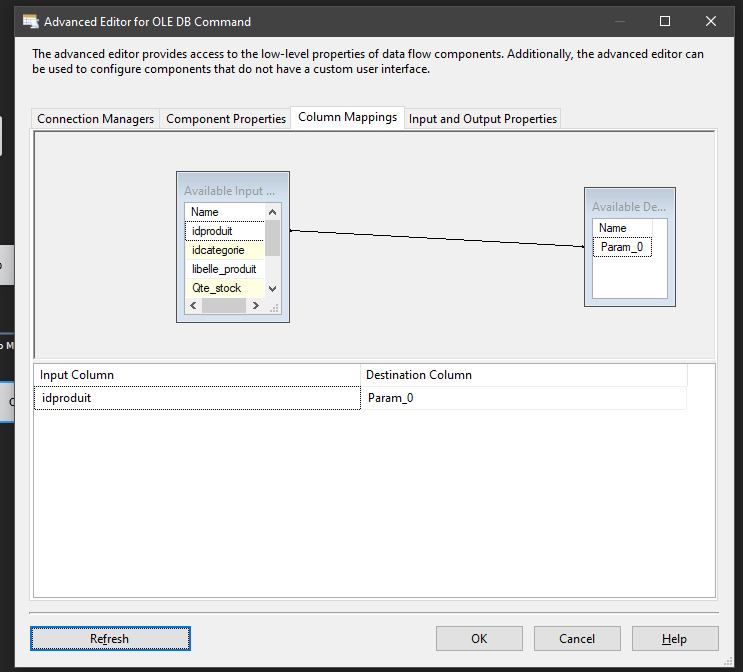 Advanced Editor for OLE DB Command
The advanced editor provides access to the low-level properties of data flow components. Additionally, the advanced editor can
be used to configure components that do not have a custom user interface.
Connection Managers Component Properties Column Mappings Input and Output Properties
Available Input ...
Name
idproduit
idcategorie
libelle_produit
Qte_stock
Available De...
Name
Param_0
Input Column Destination Column
idproduit Param_0
Refresh OK Cancel Help